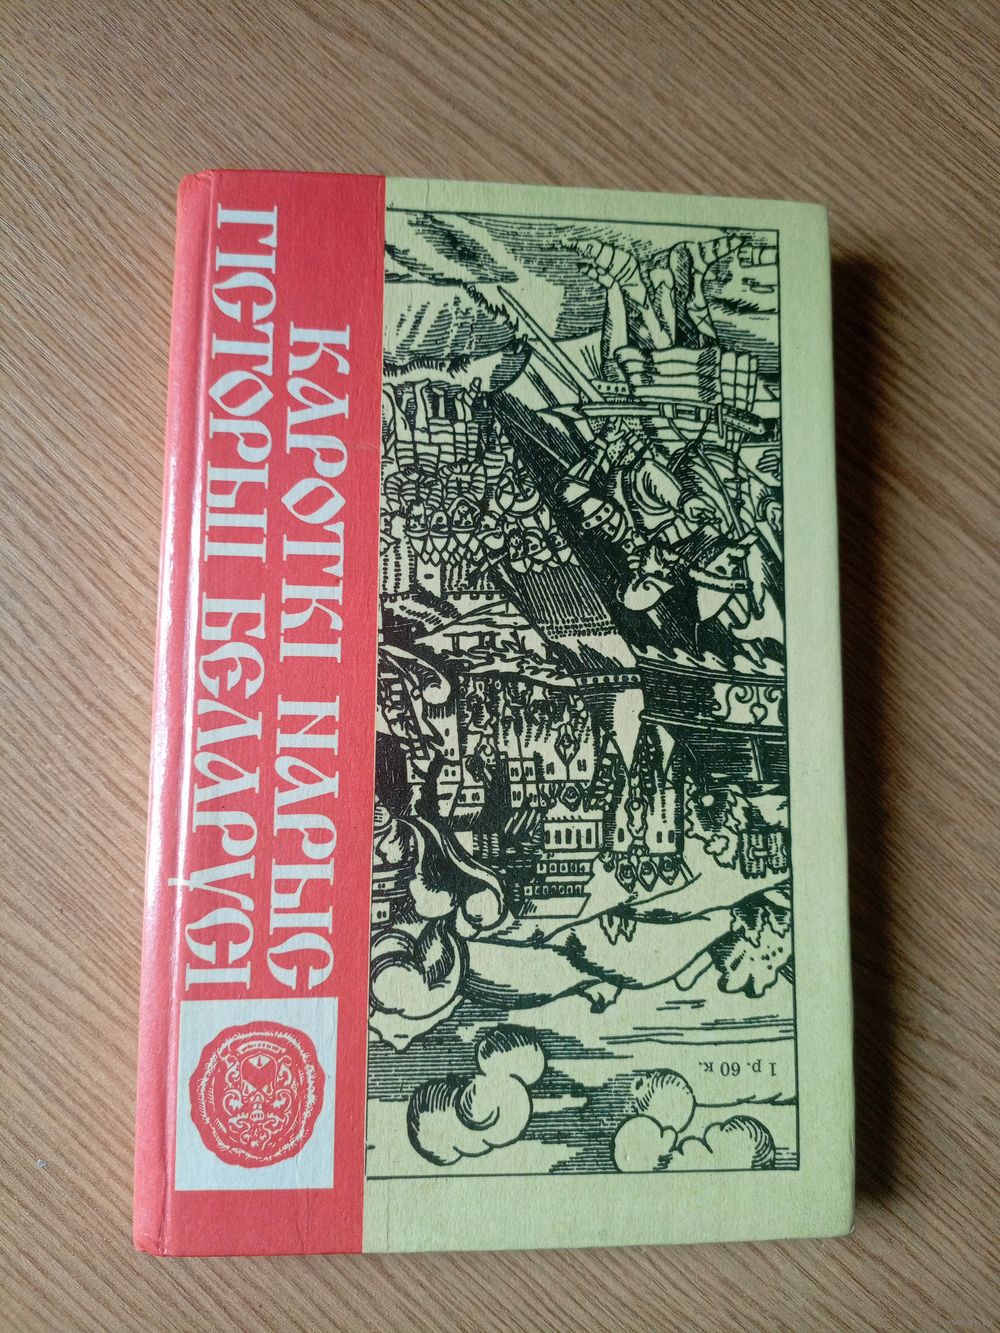 КАРОТКІ НАРЫС
ГІСТОРЫІ БЕЛАРУСІ
1 р. 60 к.